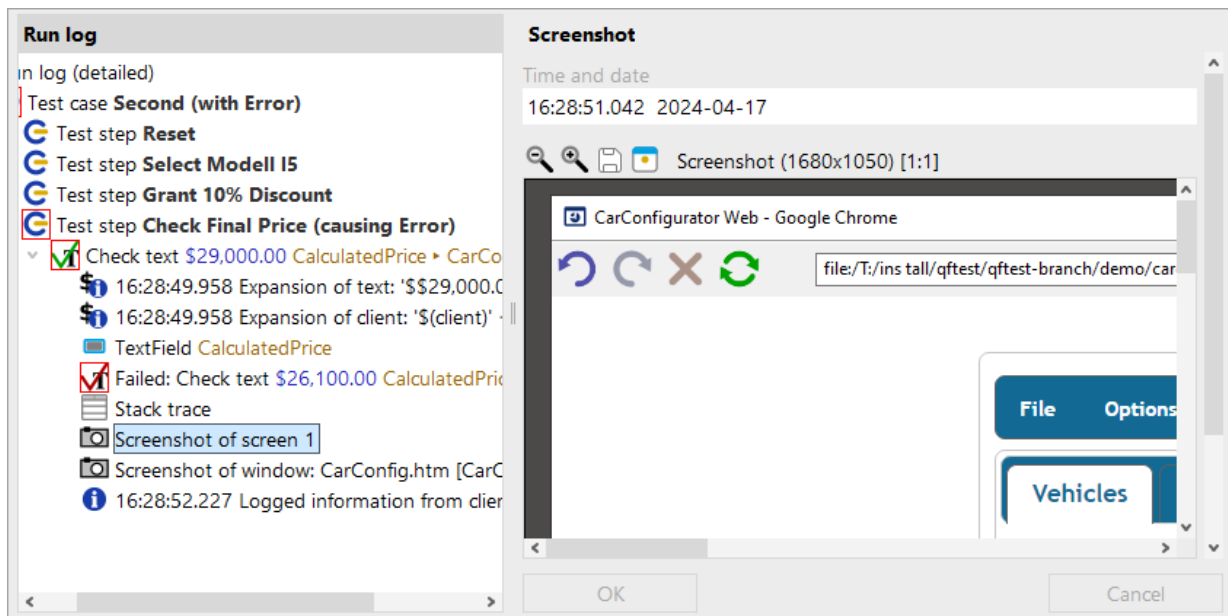 Run log
un log (detailed)
Test case Second (with Error)
Test step Reset
Test step Select Modell I5
Test step Grant 10% Discount
Test step Check Final Price (causing Error)
Check text $29,000.00 CalculatedPrice ▸ CarCo
16:28:49.958 Expansion of text: '$$29,000.0
16:28:49.958 Expansion of client: '$(client)' -
TextField CalculatedPrice
Failed: Check text $26,100.00 CalculatedPric
Stack trace
Screenshot of screen 1
Screenshot of window: CarConfig.htm [CarC
16:28:52.227 Logged information from clier
Screenshot
Time and date
16:28:51.042 2024-04-17
Screenshot (1680x1050) [1:1]
CarConfigurator Web - Google Chrome
file:/T:/ins tall/qftest/qftest-branch/demo/car
File Options
Vehicles
OK Cancel